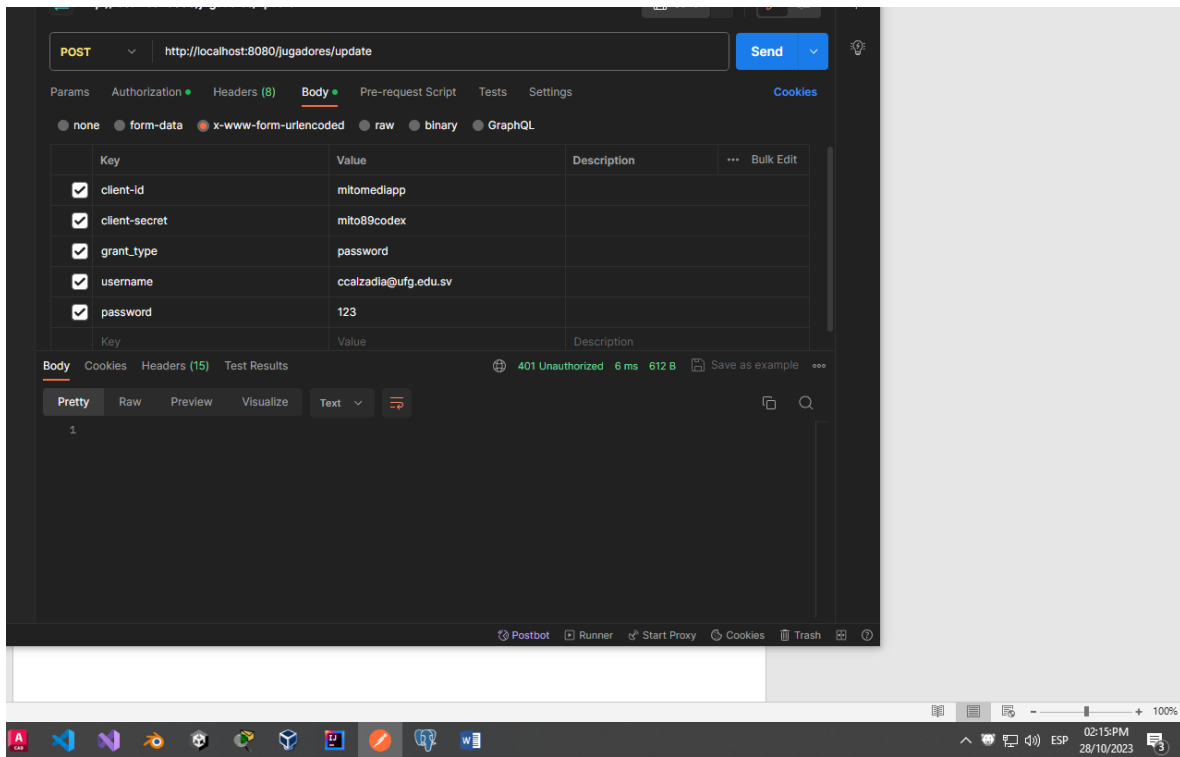 POST http://localhost:8080/jugadores/update Send
Params Authorization Headers (8) Body Pre-request Script Tests Settings Cookies
none form-data x-www-form-urlencoded raw binary GraphQL
Key Value Description Bulk Edit
client-id mitomediapp
client-secret mito89codex
grant_type password
username ccalzadia@ufg.edu.sv
password 123
Key Value Description
Body Cookies Headers (15) Test Results 401 Unauthorized 6 ms 612 B Save as example
Pretty Raw Preview Visualize Text
1
Postbot Runner Start Proxy Cookies Trash
- + 100%
A CAD W ESP 02:15:PM
28/10/2023 3